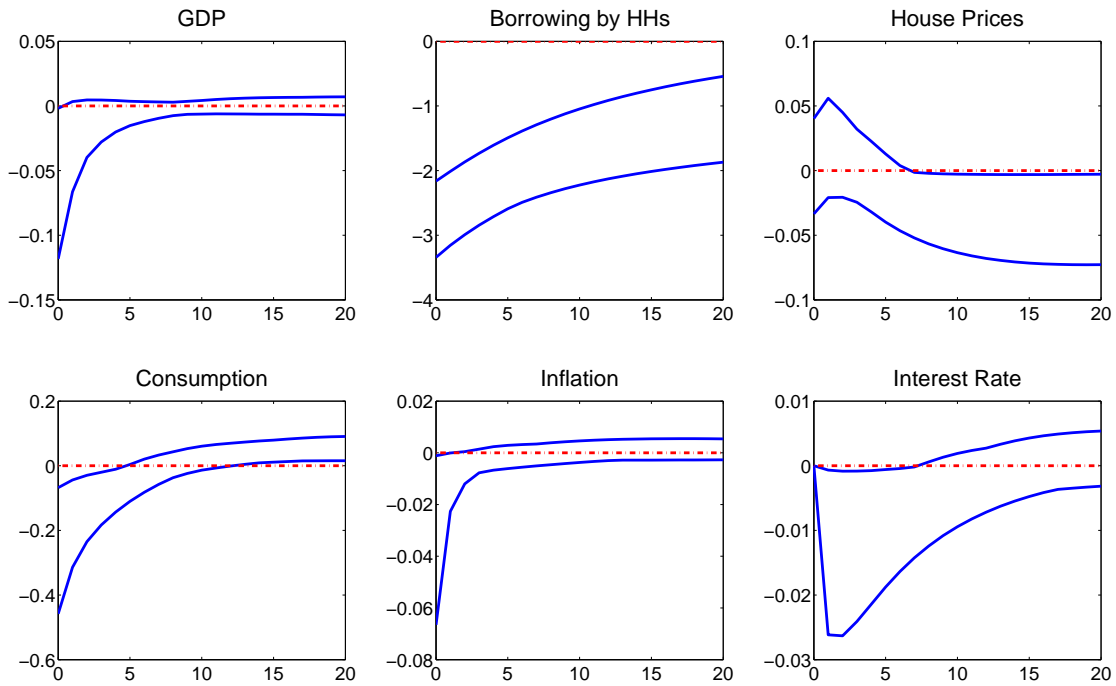 GDP
0.05
0
−0.05
−0.1
−0.15
0 5 10 15 20
Borrowing by HHs
0
−1
−2
−3
−4
0 5 10 15 20
House Prices
0.1
0.05
0
−0.05
−0.1
0 5 10 15 20
Consumption
0.2
0
−0.2
−0.4
−0.6
0 5 10 15 20
Inflation
0.02
0
−0.02
−0.04
−0.06
−0.08
0 5 10 15 20
Interest Rate
0.01
0
−0.01
−0.02
−0.03
0 5 10 15 20